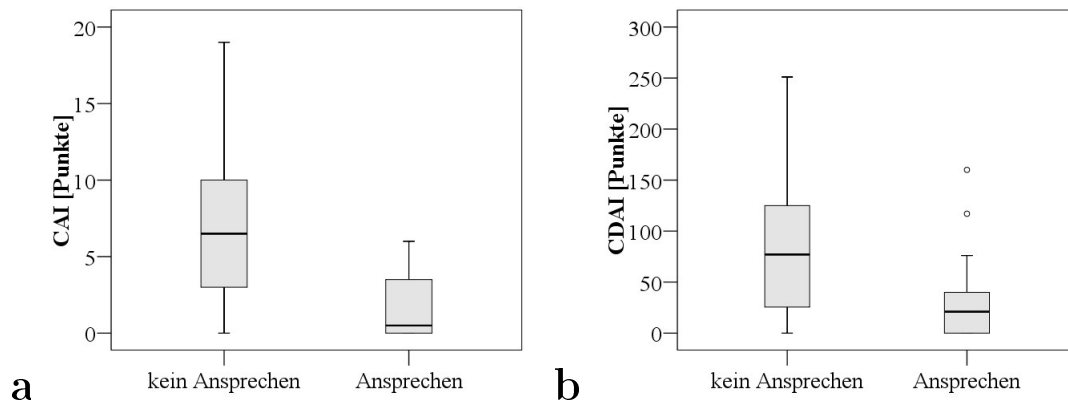 CAI [Punkte]
20
15
10
5
0
kein Ansprechen
Ansprechen
a
CDAI [Punkte]
300
250
200
150
100
50
0
kein Ansprechen
Ansprechen
b